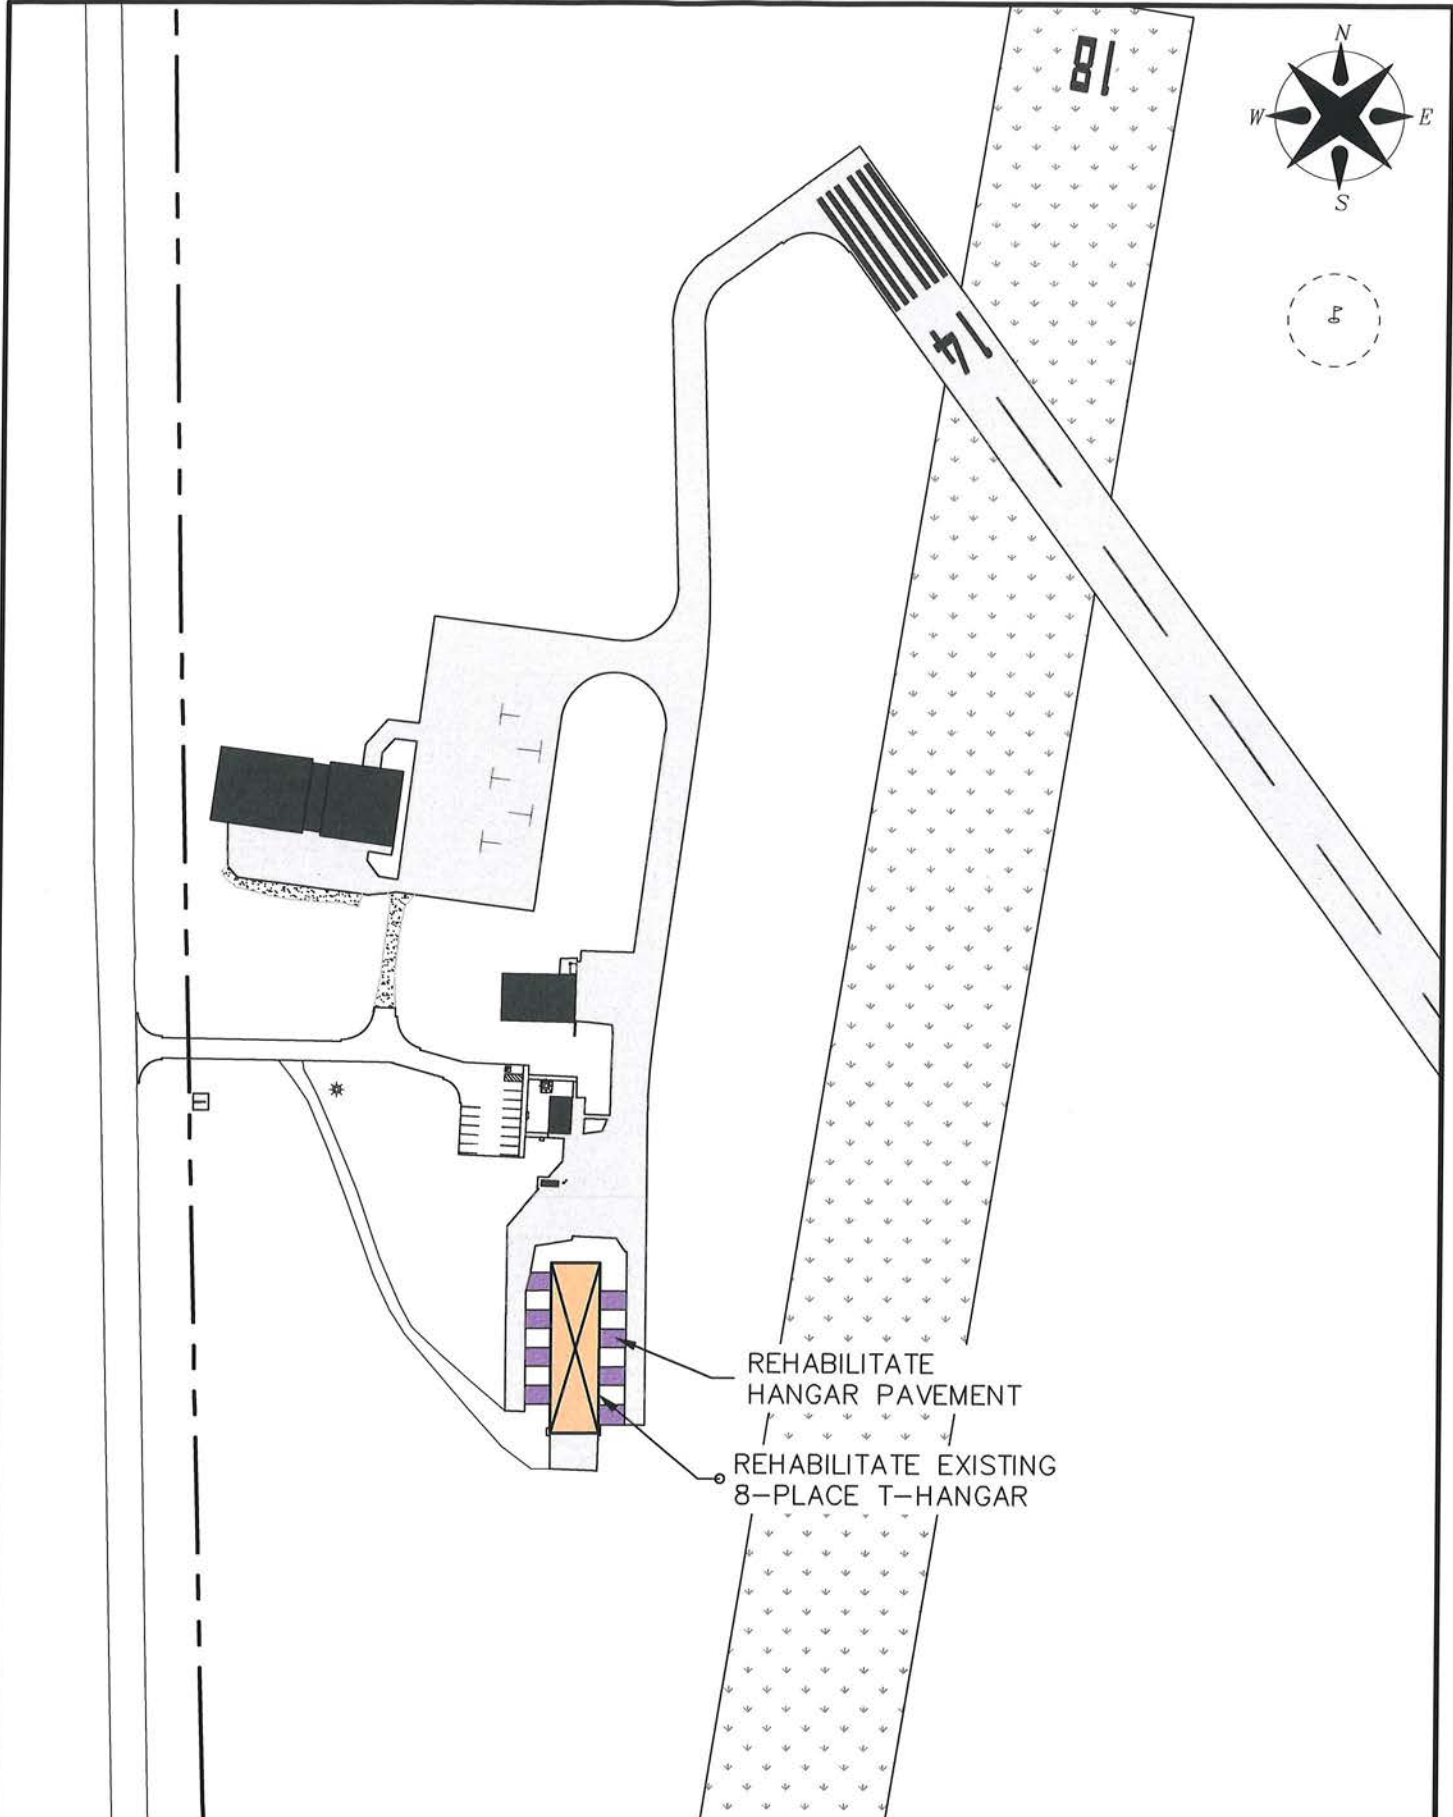 18
N
W E
S
14
REHABILITATE
HANGAR PAVEMENT
REHABILITATE EXISTING
8-PLACE T-HANGAR